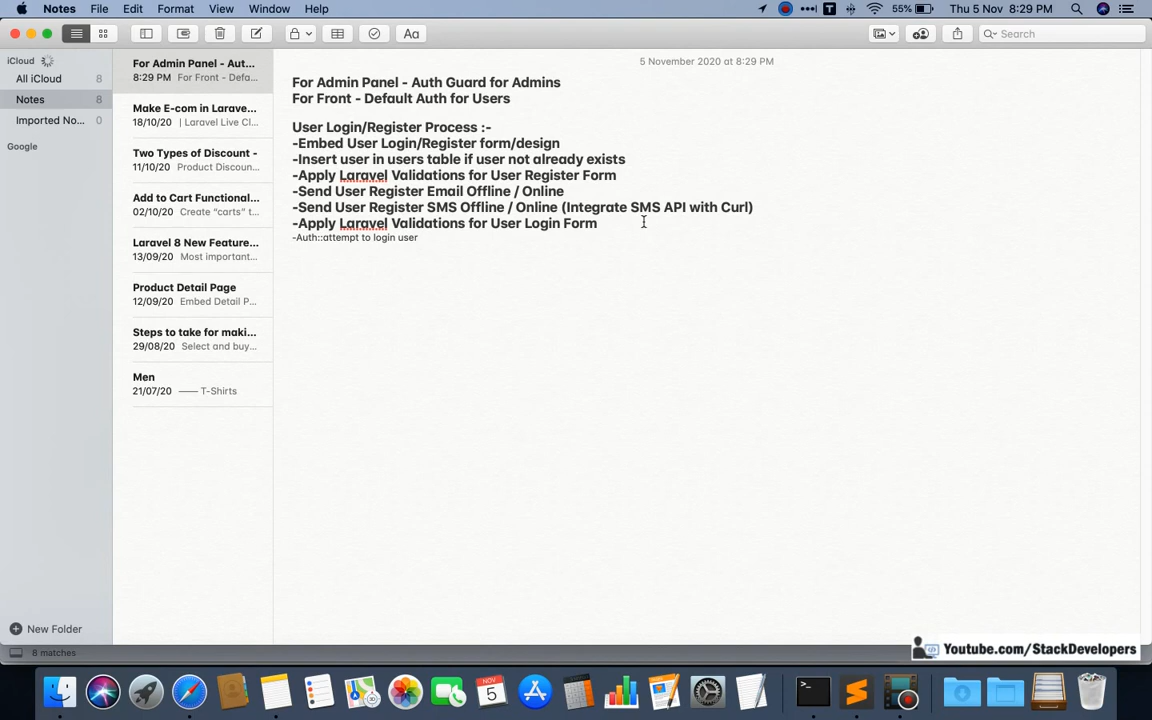 Notes File Edit Format View Window Help 55% Thu 5 Nov 8:29 PM
Aa Search
iCloud
All iCloud 8
Notes 8
Imported No... 0
Google
For Admin Panel - Aut...
8:29 PM For Front - Defa...
Make E-com in Larave...
18/10/20 | Laravel Live Cl...
Two Types of Discount -
11/10/20 Product Discoun...
Add to Cart Functional...
02/10/20 Create “carts” t...
Laravel 8 New Feature...
13/09/20 Most important...
Product Detail Page
12/09/20 Embed Detail P...
Steps to take for maki...
29/08/20 Select and buy...
Men
21/07/20 —— T-Shirts
5 November 2020 at 8:29 PM
For Admin Panel - Auth Guard for Admins
For Front - Default Auth for Users
User Login/Register Process :-
-Embed User Login/Register form/design
-Insert user in users table if user not already exists
-Apply Laravel Validations for User Register Form
-Send User Register Email Offline / Online
-Send User Register SMS Offline / Online (Integrate SMS API with Curl)
-Apply Laravel Validations for User Login Form
-Auth::attempt to login user
New Folder
8 matches
Youtube.com/StackDevelopers
NOV
5